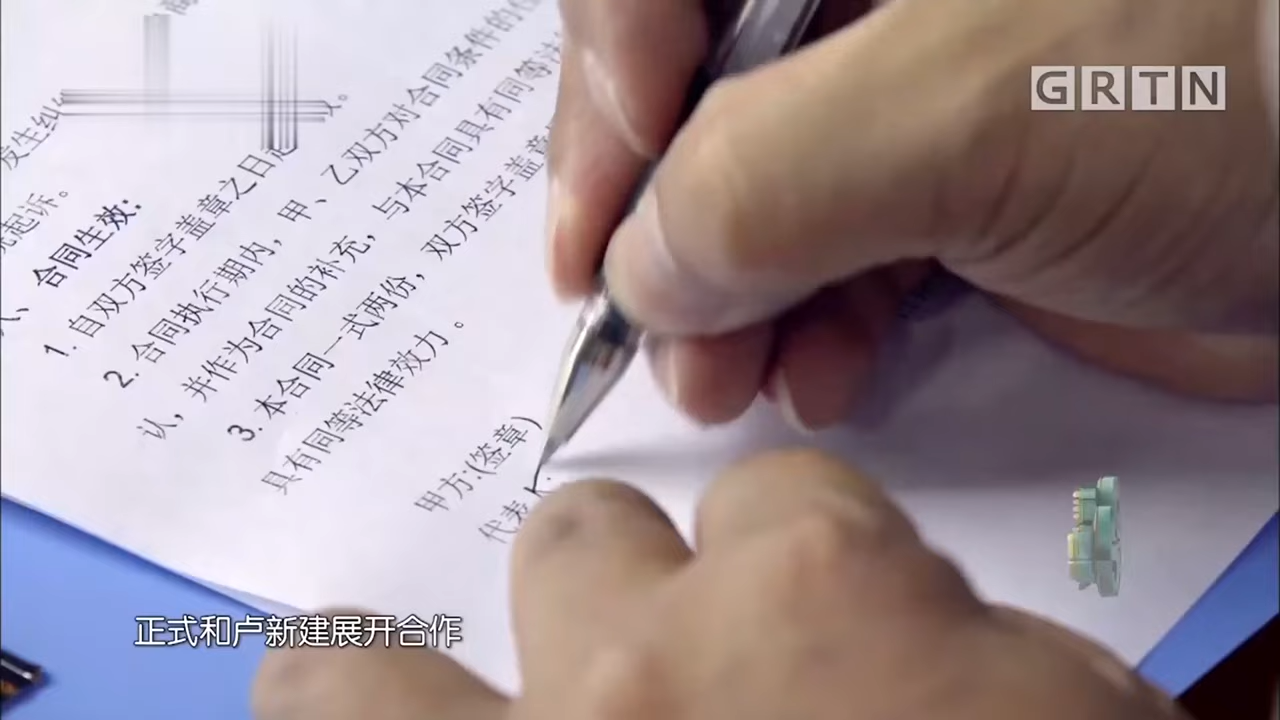 GRTN
发生纠
起诉。
八、合同生效:
1. 自双方签字盖章之日起
2. 合同执行期内，甲、乙双方对合同条件的
认，并作为合同的补充，与本合同具有同等法
3. 本合同一式两份，双方签字盖章
具有同等法律效力。
甲方:(签章)
代表
正式和卢新建展开合作